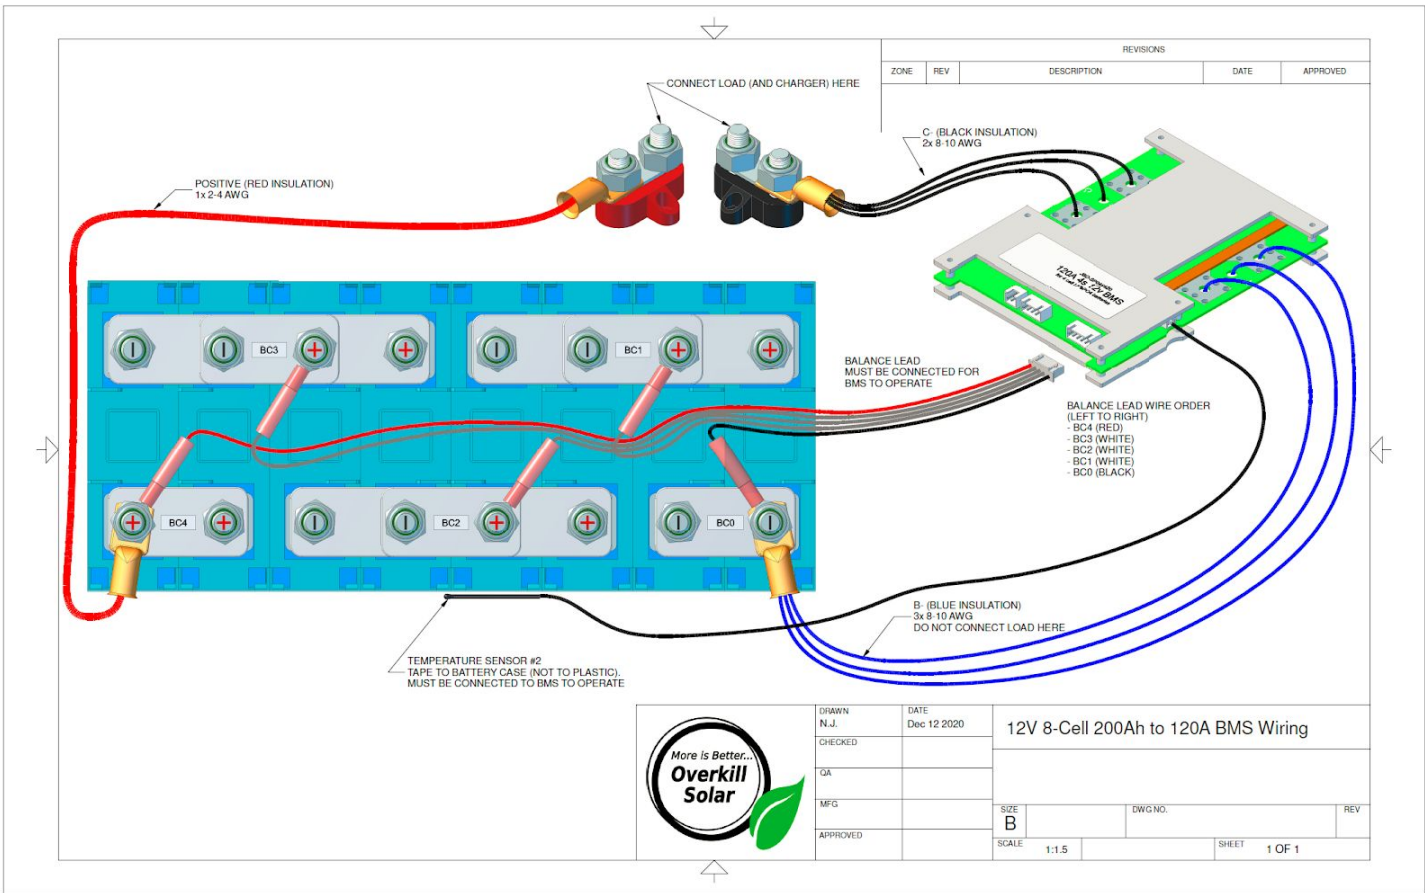 REVISIONS
ZONE REV DESCRIPTION DATE APPROVED
CONNECT LOAD (AND CHARGER) HERE
C- (BLACK INSULATION)
2x 8-10 AWG
POSITIVE (RED INSULATION)
1x 2-4 AWG
120A 4s 12v BMS
BC3
BC1
BALANCE LEAD
MUST BE CONNECTED FOR
BMS TO OPERATE
BALANCE LEAD WIRE ORDER
(LEFT TO RIGHT)
- BC4 (RED)
- BC3 (WHITE)
- BC2 (WHITE)
- BC1 (WHITE)
- BC0 (BLACK)
BC4
BC2
BC0
B- (BLUE INSULATION)
3x 8-10 AWG
DO NOT CONNECT LOAD HERE
TEMPERATURE SENSOR #2
TAPE TO BATTERY CASE (NOT TO PLASTIC).
MUST BE CONNECTED TO BMS TO OPERATE
More is Better...
Overkill
Solar
DRAWN
N.J.
DATE
Dec 12 2020
CHECKED
QA
MFG
APPROVED
12V 8-Cell 200Ah to 120A BMS Wiring
SIZE
B
DWG NO.
REV
SCALE 1:1.5
SHEET 1 OF 1